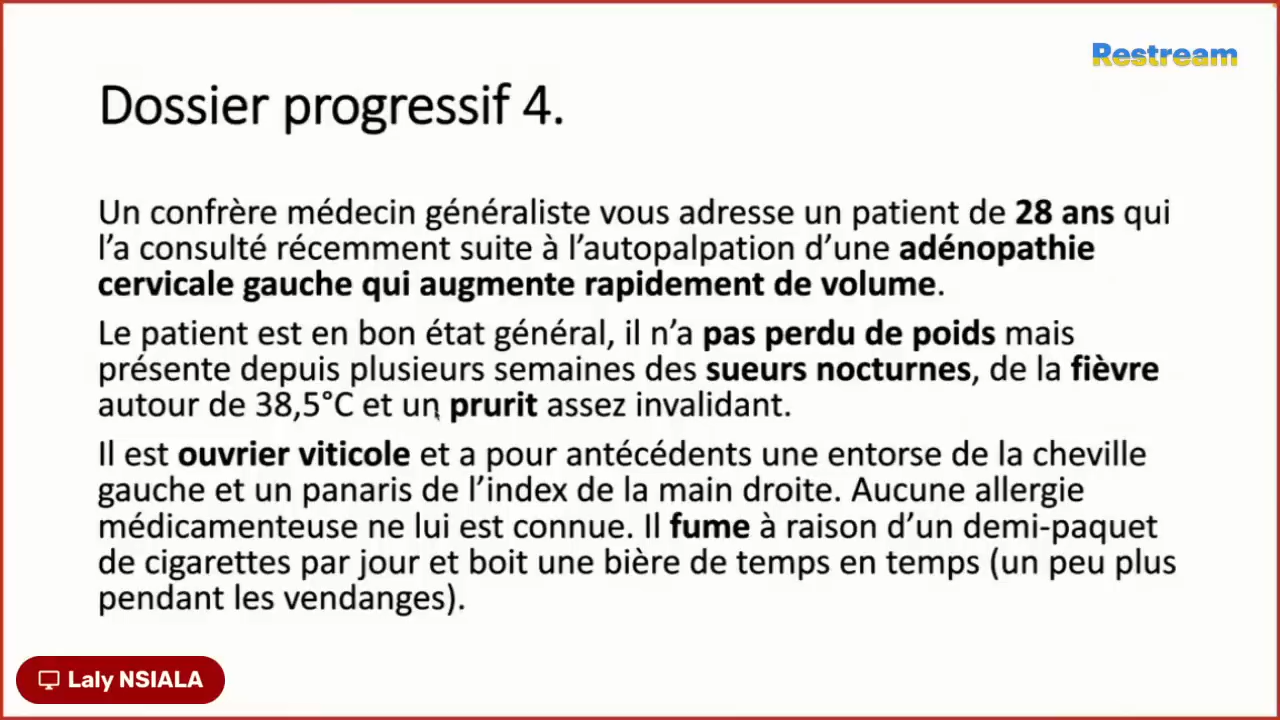 Restream
Dossier progressif 4.
Un confrère médecin généraliste vous adresse un patient de 28 ans qui
l'a consulté récemment suite à l'autopalpation d'une adénopathie
cervicale gauche qui augmente rapidement de volume.
Le patient est en bon état général, il n'a pas perdu de poids mais
présente depuis plusieurs semaines des sueurs nocturnes, de la fièvre
autour de 38,5°C et un prurit assez invalidant.
Il est ouvrier viticole et a pour antécédents une entorse de la cheville
gauche et un panaris de l'index de la main droite. Aucune allergie
médicamenteuse ne lui est connue. Il fume à raison d'un demi-paquet
de cigarettes par jour et boit une bière de temps en temps (un peu plus
pendant les vendanges).
Laly NSIALA